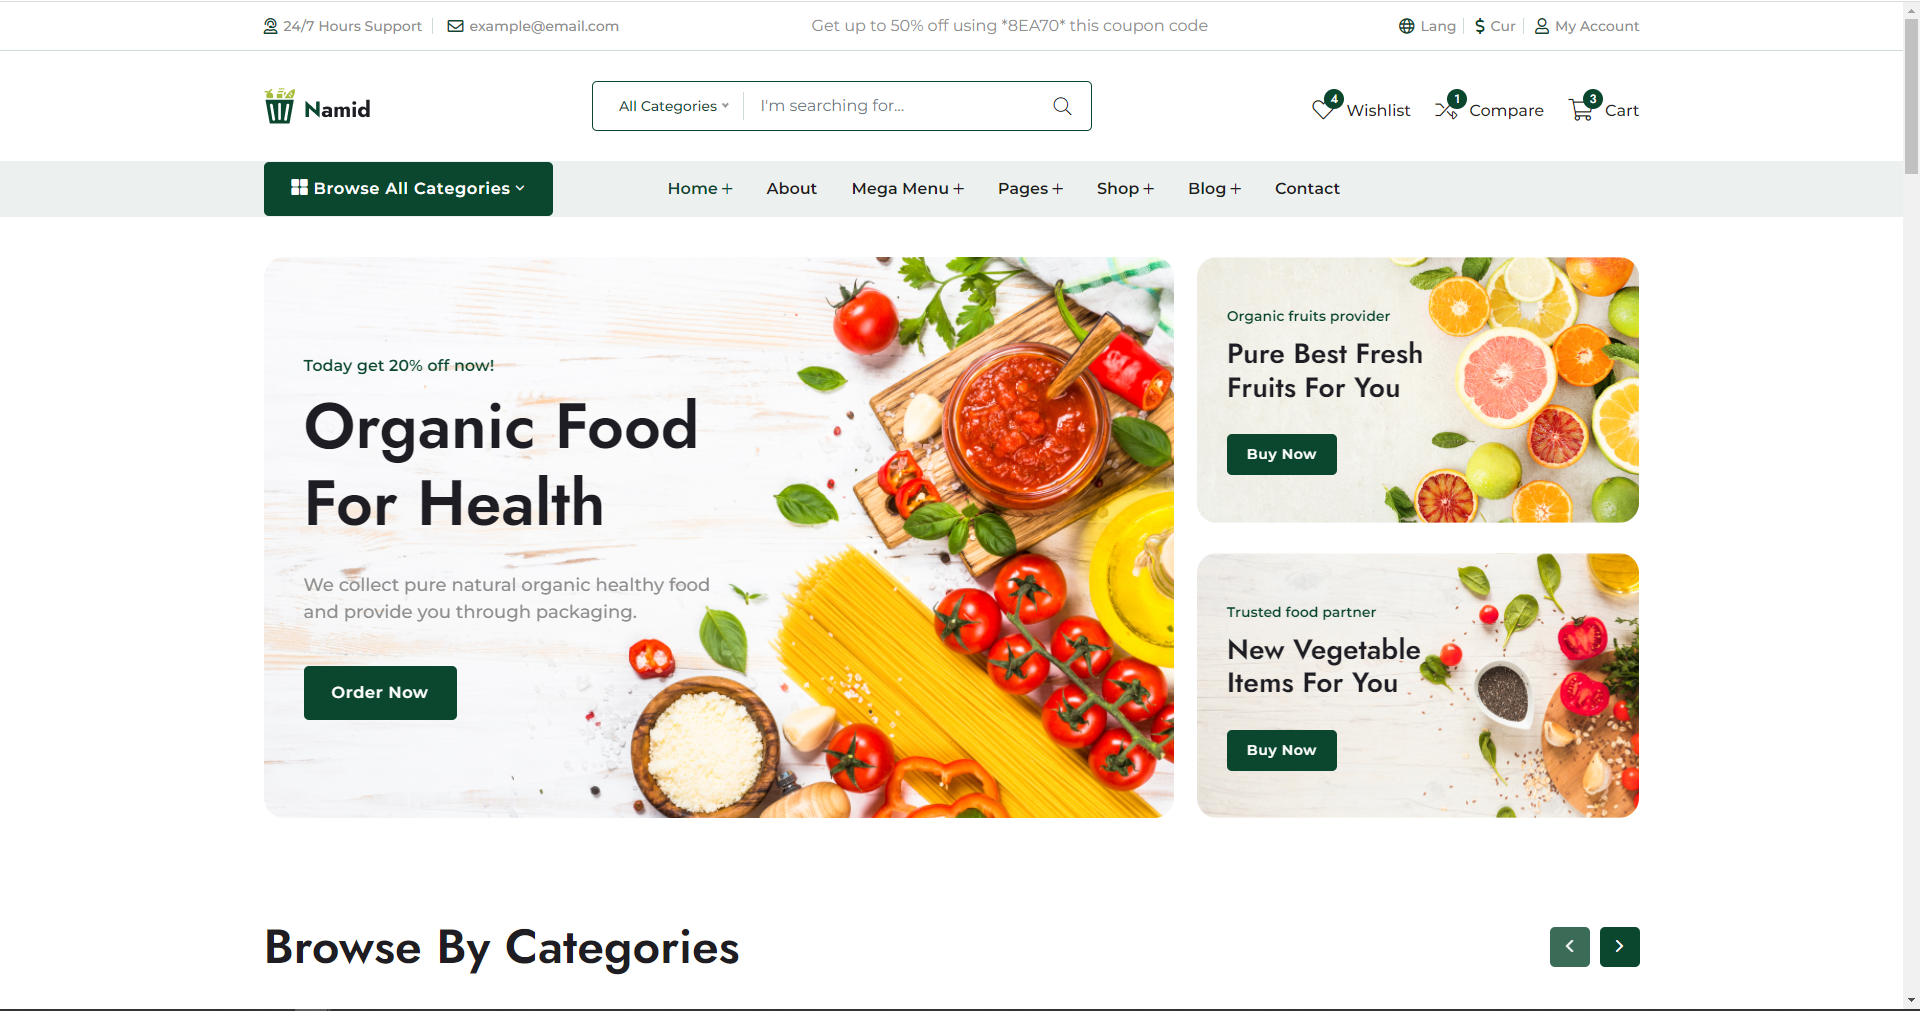 24/7 Hours Support
example@email.com
Get up to 50% off using *8EA70* this coupon code
Lang
$ Cur
My Account
Namid
All Categories
I'm searching for...
4
Wishlist
1
Compare
3
Cart
Browse All Categories
Home +
About
Mega Menu +
Pages +
Shop +
Blog +
Contact
Today get 20% off now!
Organic Food
For Health
We collect pure natural organic healthy food
and provide you through packaging.
Order Now
Organic fruits provider
Pure Best Fresh
Fruits For You
Buy Now
Trusted food partner
New Vegetable
Items For You
Buy Now
Browse By Categories